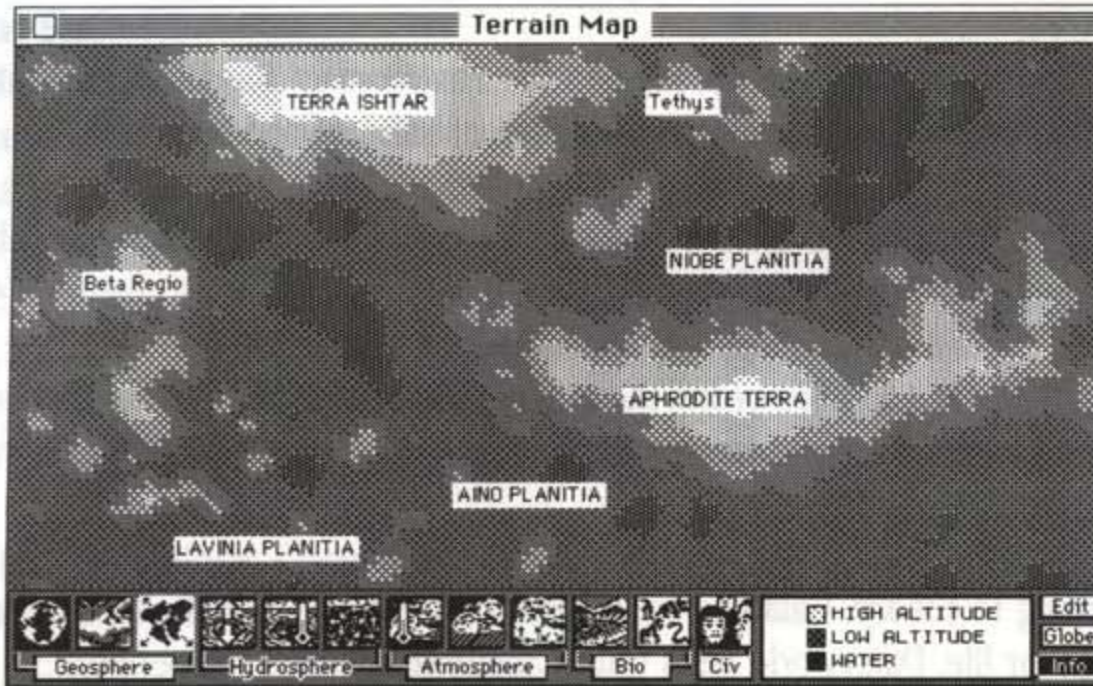 Terrain Map
TERRA ISHTAR
Tethys
NIOBE PLANITIA
Beta Regio
APHRODITE TERRA
AINO PLANITIA
LAVINIA PLANITIA
Geosphere
Hydrosphere
Atmosphere
Bio
Civ
HIGH ALTITUDE
LOW ALTITUDE
WATER
Edit
Globe
Info